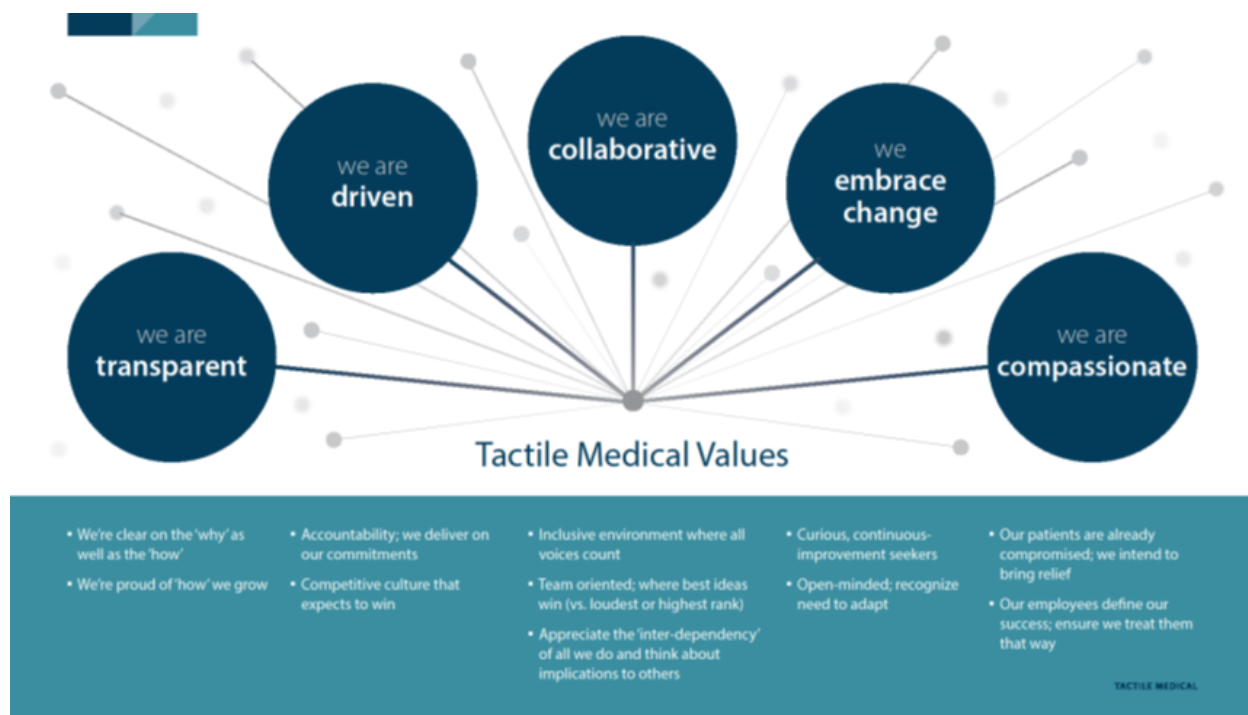 we are
transparent
we are
driven
we are
collaborative
we
embrace
change
we are
compassionate
Tactile Medical Values
▪ We're clear on the 'why' as
well as the 'how'
▪ We're proud of 'how' we grow
▪ Accountability; we deliver on
our commitments
▪ Competitive culture that
expects to win
▪ Inclusive environment where all
voices count
▪ Team oriented; where best ideas
win (vs. loudest or highest rank)
▪ Appreciate the 'inter-dependency'
of all we do and think about
implications to others
▪ Curious, continuous-
improvement seekers
▪ Open-minded; recognize
need to adapt
▪ Our patients are already
compromised; we intend to
bring relief
▪ Our employees define our
success; ensure we treat them
that way
TACTILE MEDICAL